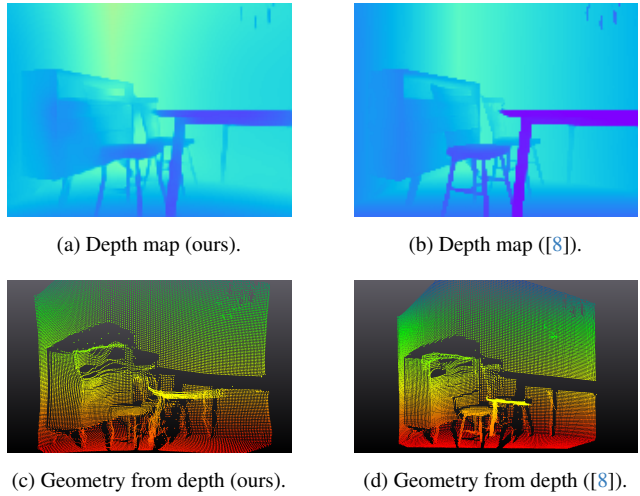 (a) Depth map (ours).
(b) Depth map ([8]).
(c) Geometry from depth (ours).
(d) Geometry from depth ([8]).